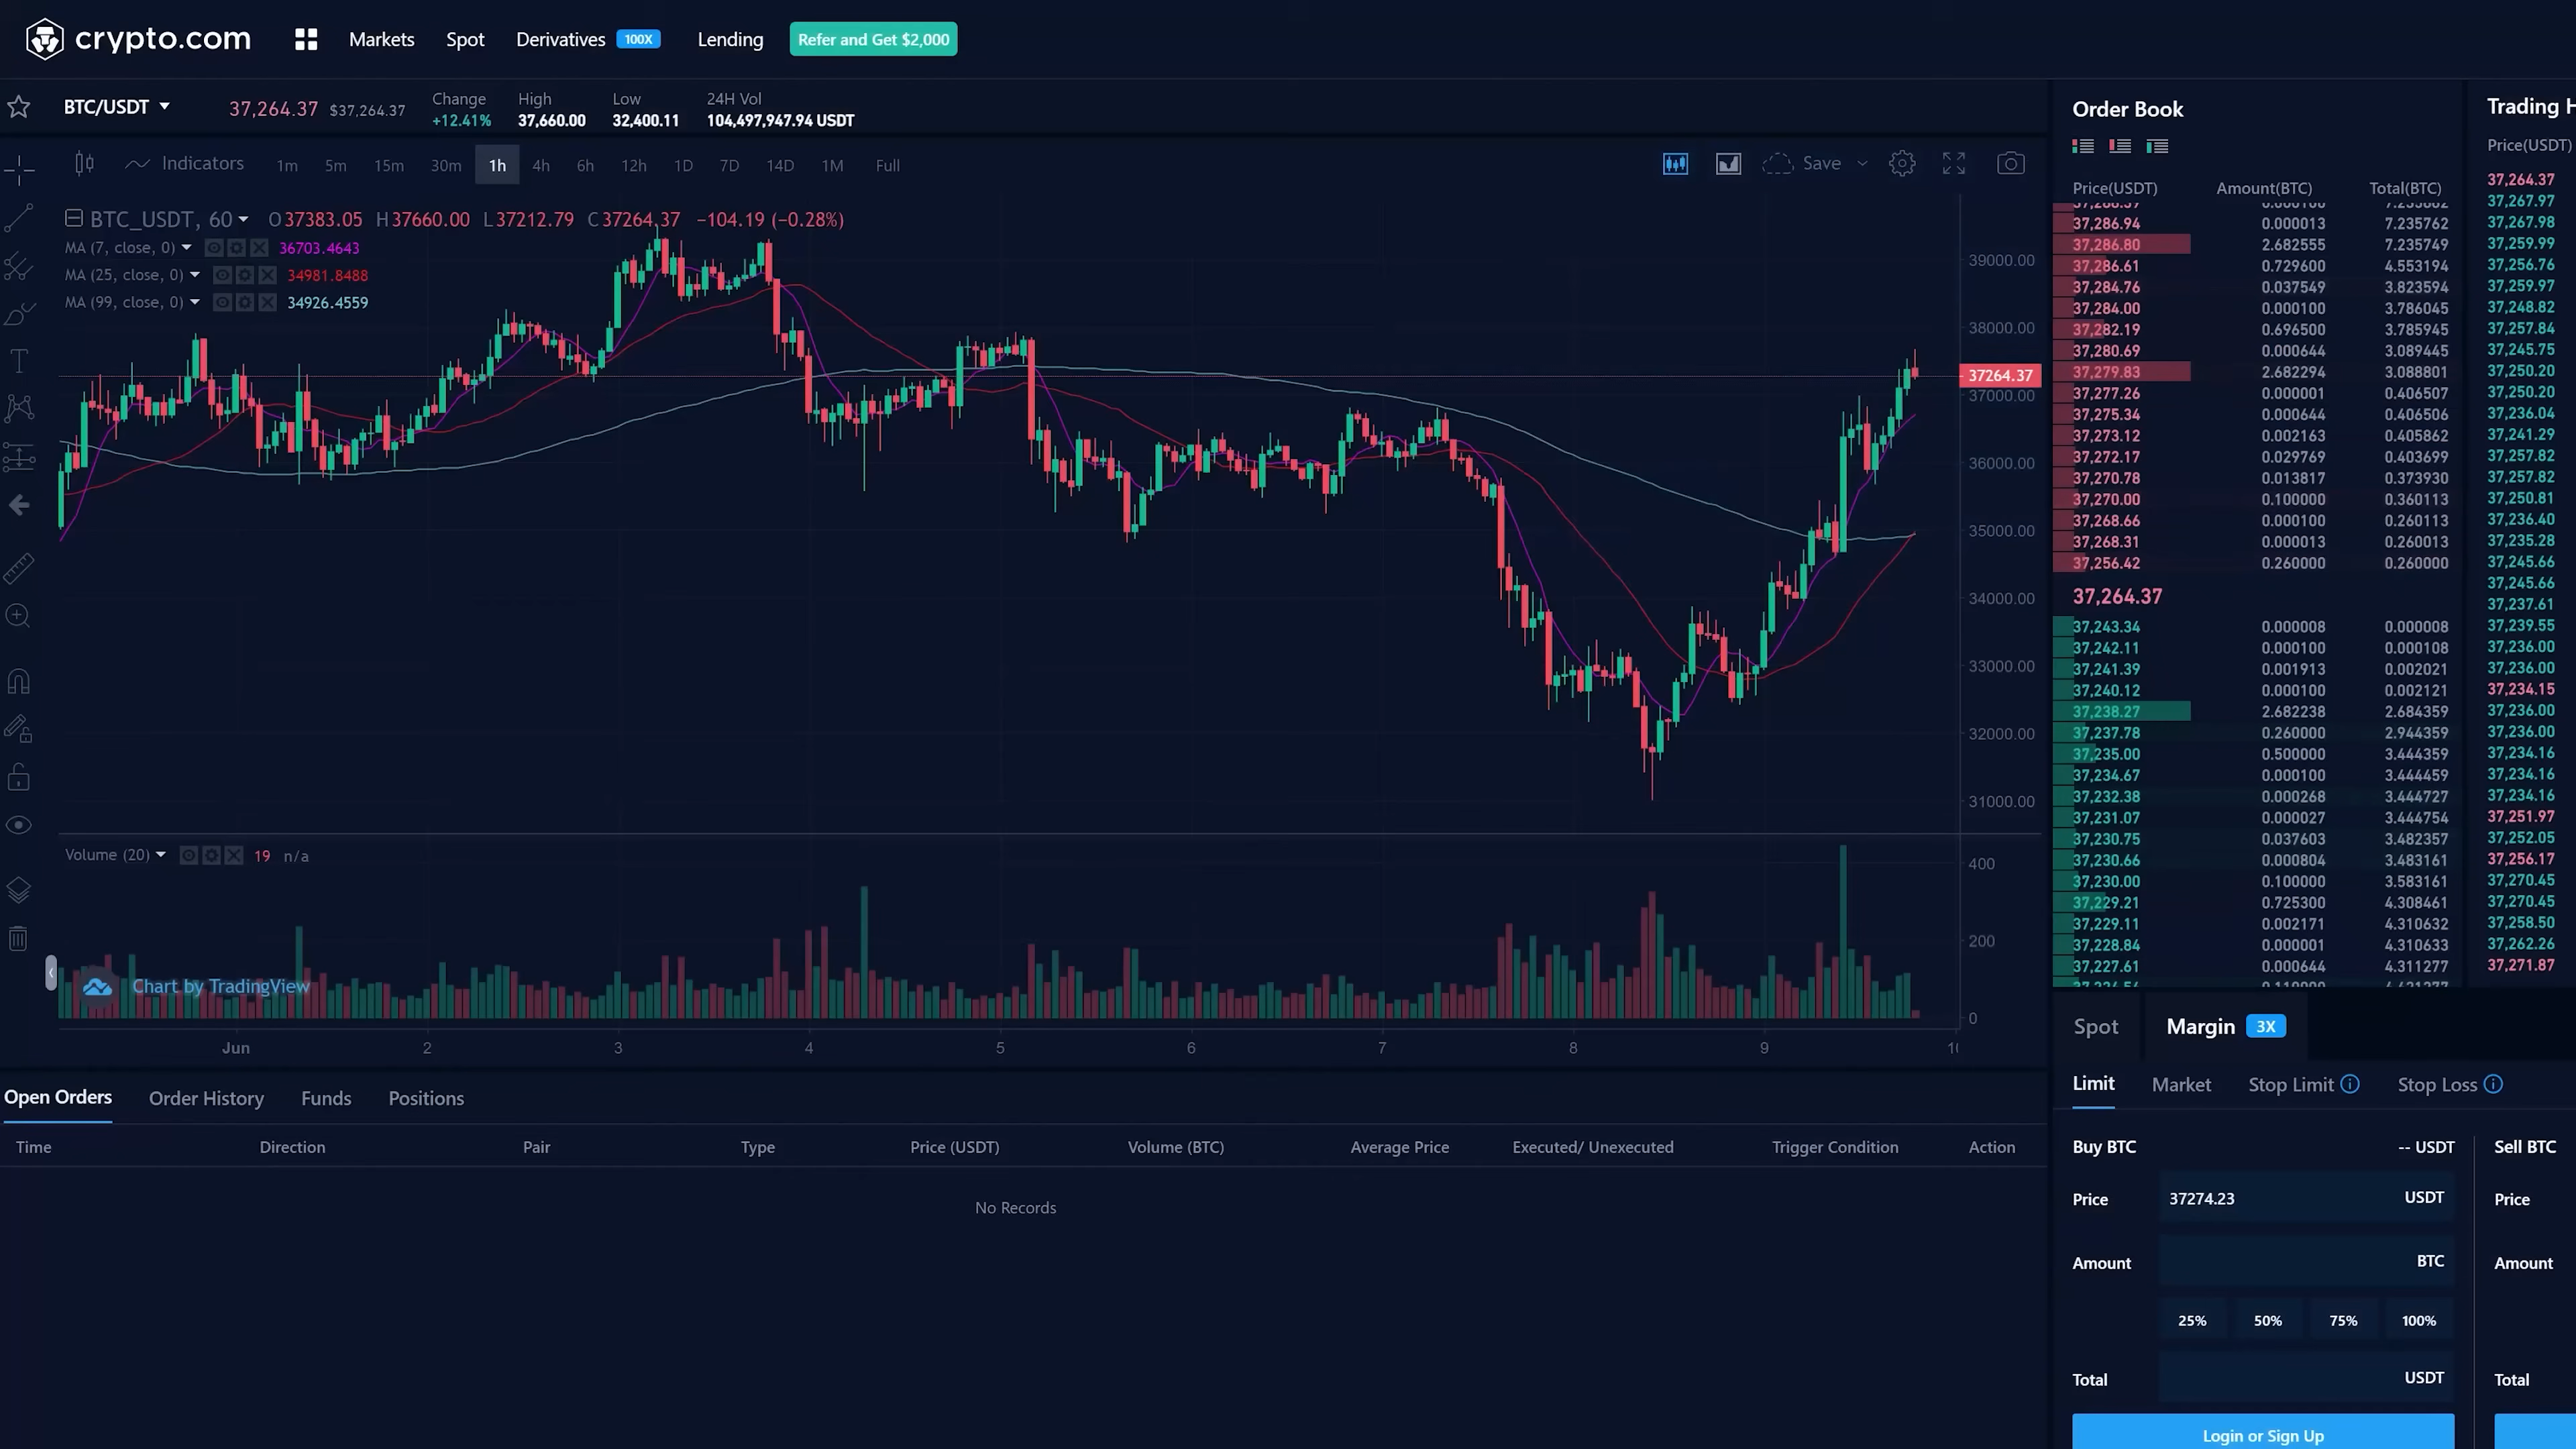 crypto.com Markets Spot Derivatives 100X Lending Refer and Get $2,000
BTC/USDT 37,264.37 $37,264.37
Change High Low 24H Vol
+12.41% 37,660.00 32,400.11 104,497,947.94 USDT
Indicators 1m 5m 15m 30m 1h 4h 6h 12h 1D 7D 14D 1M Full Save
BTC_USDT, 60 O37383.05 H37660.00 L37212.79 C37264.37 −104.19 (−0.28%)
MA (7, close, 0) 36703.4643
MA (25, close, 0) 34981.8488
MA (99, close, 0) 34926.4559
39000.00
38000.00
37264.37
37000.00
36000.00
35000.00
34000.00
33000.00
32000.00
31000.00
Volume (20) 19 n/a
400
200
0
Chart by TradingView
Jun 2 3 4 5 6 7 8 9
Open Orders Order History Funds Positions
Time Direction Pair Type Price (USDT) Volume (BTC) Average Price Executed/ Unexecuted Trigger Condition Action
No Records
Order Book
Price(USDT) Amount(BTC) Total(BTC)
37,286.94 0.000013 7.235762
37,286.80 2.682555 7.235749
37,286.61 0.729600 4.553194
37,284.76 0.037549 3.823594
37,284.00 0.000100 3.786045
37,282.19 0.696500 3.785945
37,280.69 0.000644 3.089445
37,279.83 2.682294 3.088801
37,277.26 0.000001 0.406507
37,275.34 0.000644 0.406506
37,273.12 0.002163 0.405862
37,272.17 0.029769 0.403699
37,270.78 0.013817 0.373930
37,270.00 0.100000 0.360113
37,268.66 0.000100 0.260113
37,268.31 0.000013 0.260013
37,256.42 0.260000 0.260000
37,264.37
37,243.34 0.000008 0.000008
37,242.11 0.000100 0.000108
37,241.39 0.001913 0.002021
37,240.12 0.000100 0.002121
37,238.27 2.682238 2.684359
37,237.78 0.260000 2.944359
37,235.00 0.500000 3.444359
37,234.67 0.000100 3.444459
37,232.38 0.000268 3.444727
37,231.07 0.000027 3.444754
37,230.75 0.037603 3.482357
37,230.66 0.000804 3.483161
37,230.00 0.100000 3.583161
37,229.21 0.725300 4.308461
37,229.11 0.002171 4.310632
37,228.84 0.000001 4.310633
37,227.61 0.000644 4.311277
Trading
Price(USDT)
37,264.37
37,267.97
37,267.98
37,259.99
37,256.76
37,259.97
37,248.82
37,257.84
37,245.75
37,250.20
37,250.20
37,236.04
37,241.29
37,257.82
37,257.82
37,250.81
37,236.40
37,235.28
37,245.66
37,245.66
37,237.61
37,239.55
37,236.00
37,236.00
37,234.15
37,236.00
37,236.00
37,234.16
37,234.16
37,234.16
37,251.97
37,252.05
37,256.17
37,270.45
37,270.45
37,258.50
37,262.26
37,271.87
Spot Margin 3X
Limit Market Stop Limit Stop Loss
Buy BTC -- USDT
Price 37274.23 USDT
Amount BTC
25% 50% 75% 100%
Total USDT
Login or Sign Up
Sell BTC
Price
Amount
Total